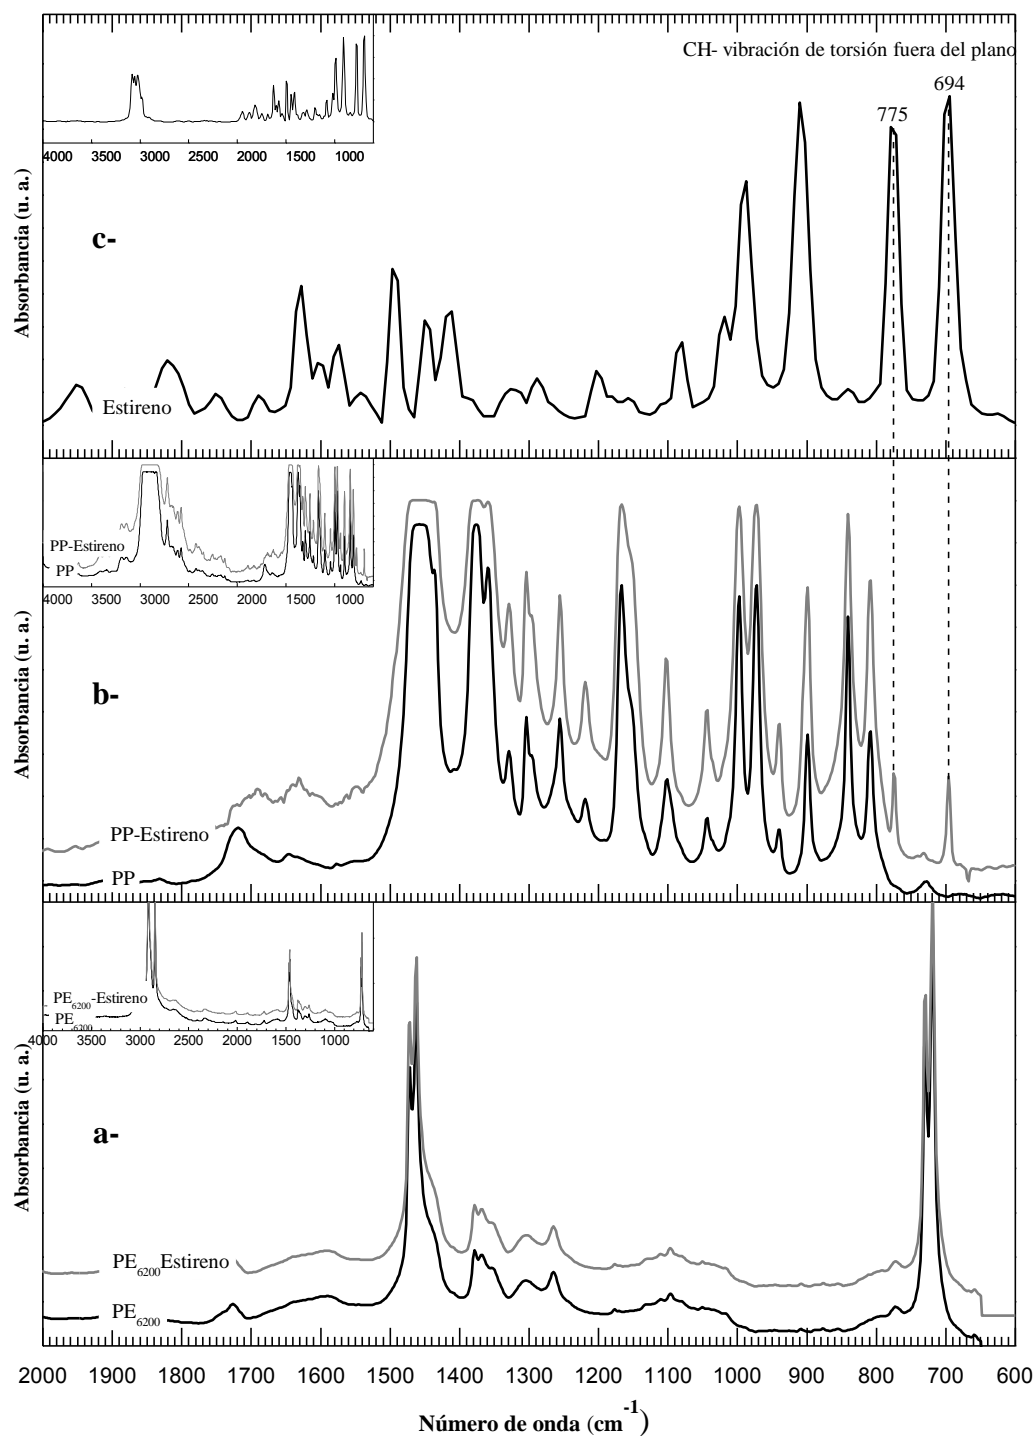 CH- vibración de torsión fuera del plano
694
775
4000 3500 3000 2500 2000 1500 1000
c-
Absorbancia (u. a.)
Estireno
PP-Estireno
PP
4000 3500 3000 2500 2000 1500 1000
b-
Absorbancia (u. a.)
PP-Estireno
PP
PE6200-Estireno
PE6200
4000 3500 3000 2500 2000 1500 1000
a-
Absorbancia (u. a.)
PE6200Estireno
PE6200
2000 1900 1800 1700 1600 1500 1400 1300 1200 1100 1000 900 800 700 600
Número de onda (cm-1)